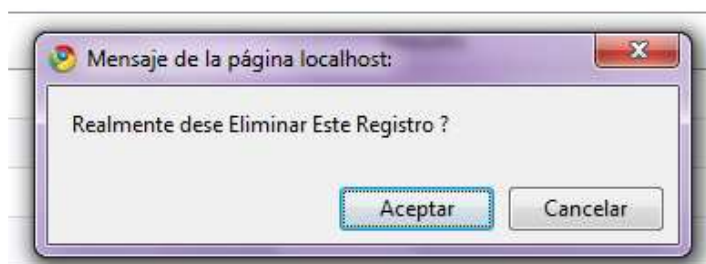 Mensaje de la página localhost:
Realmente dese Eliminar Este Registro ?
Aceptar Cancelar